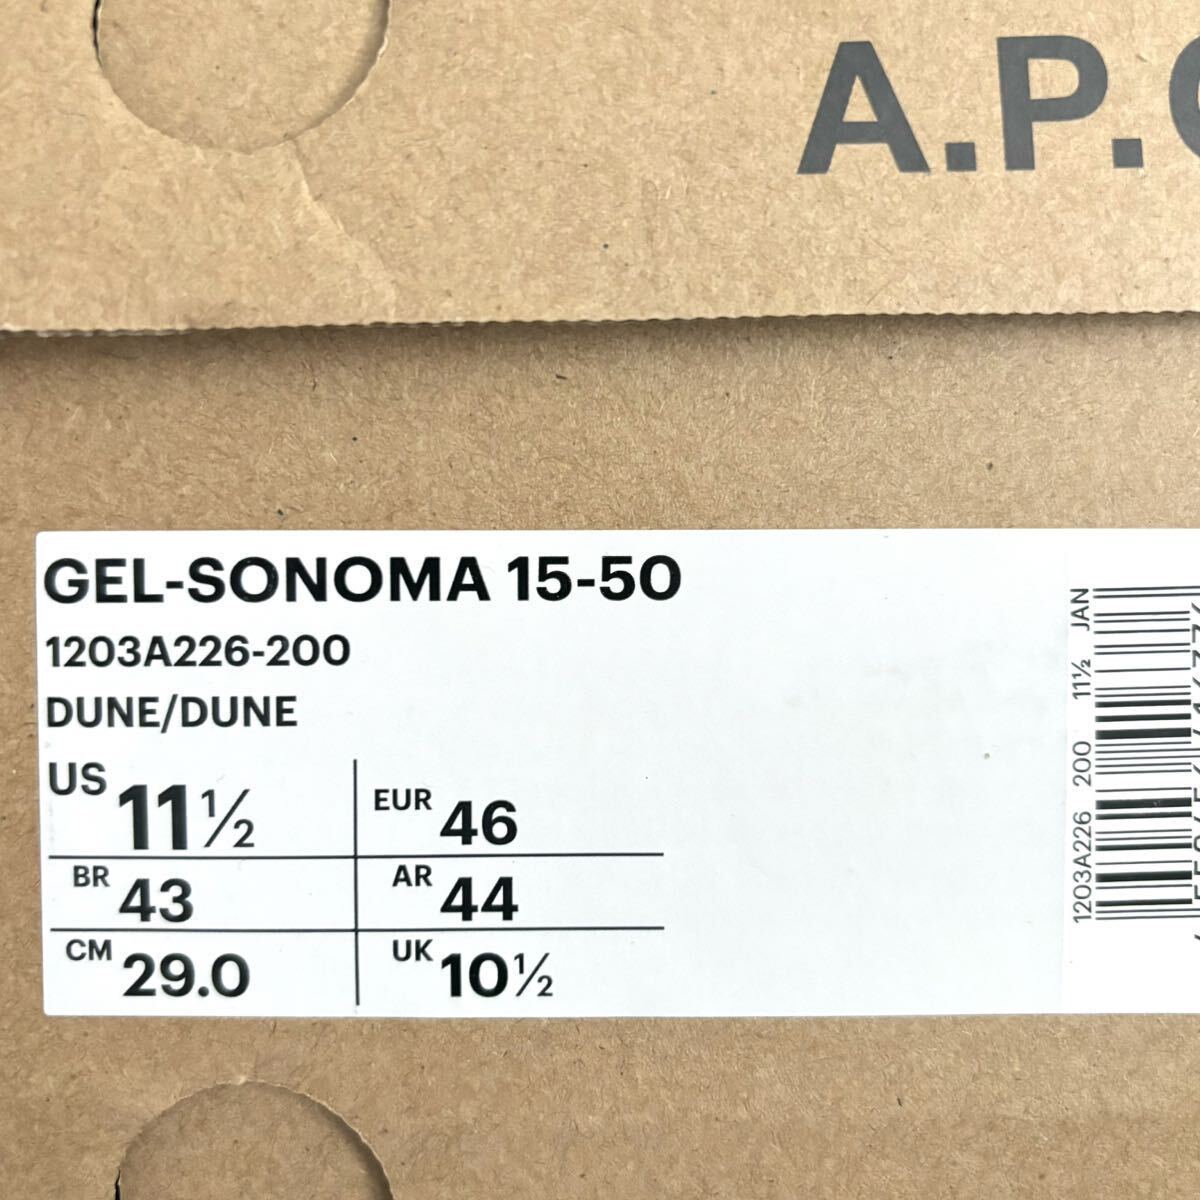 A.P.C
GEL-SONOMA 15-50
1203A226-200
DUNE/DUNE
US 11½
EUR 46
BR 43
AR 44
CM 29.0
UK 10½
1203A226 200 11½ JAN